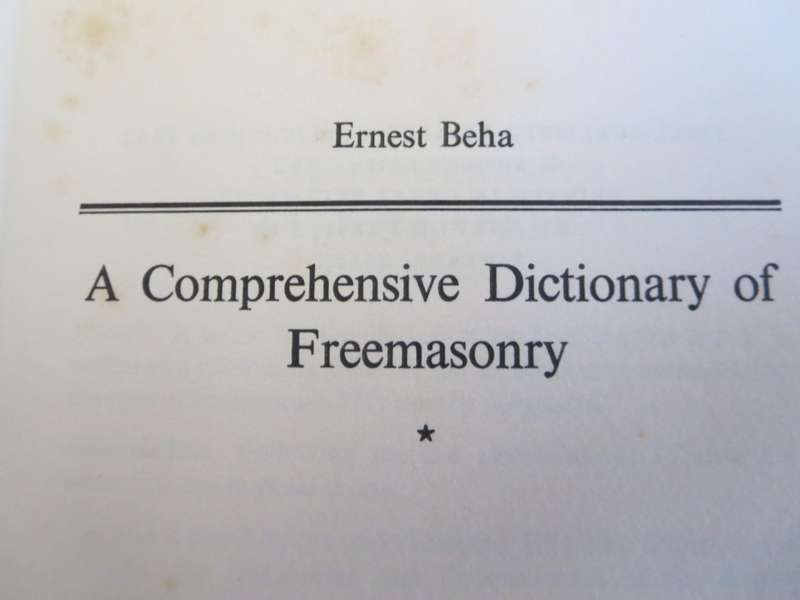 Ernest Beha
A Comprehensive Dictionary of
Freemasonry